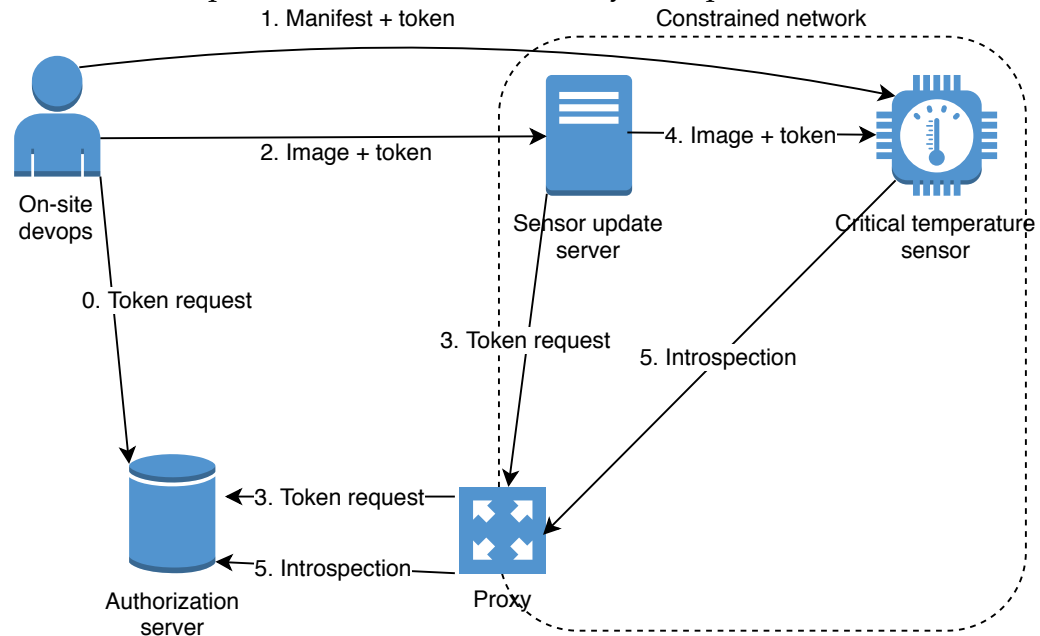 1. Manifest + token
Constrained network
2. Image + token
4. Image + token
On-site
devops
Sensor update
server
Critical temperature
sensor
0. Token request
3. Token request
5. Introspection
3. Token request
5. Introspection
Proxy
Authorization
server